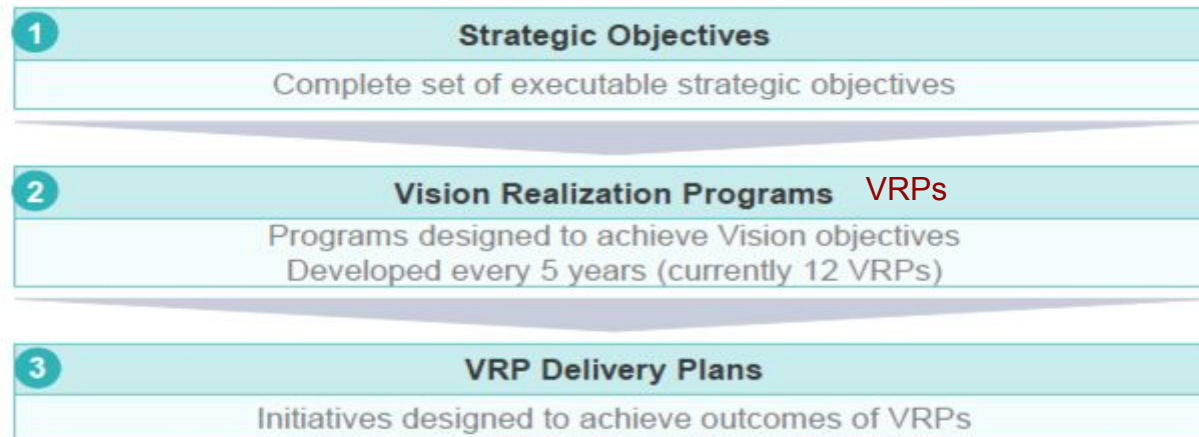 1 Strategic Objectives
Complete set of executable strategic objectives
2 Vision Realization Programs VRPs
Programs designed to achieve Vision objectives
Developed every 5 years (currently 12 VRPs)
3 VRP Delivery Plans
Initiatives designed to achieve outcomes of VRPs